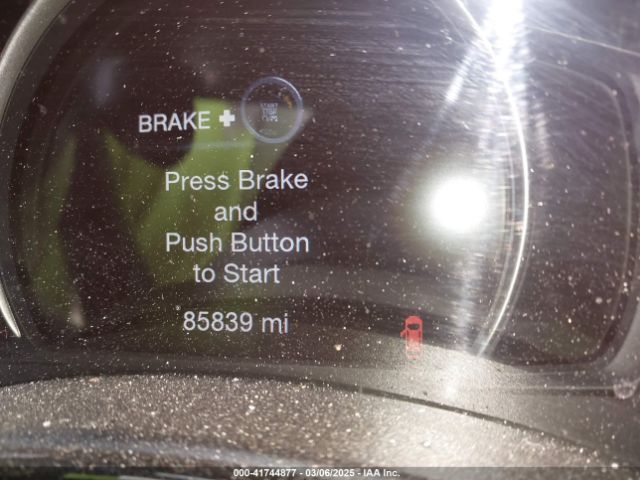 BRAKE +
Press Brake
and
Push Button
to Start
85839 mi
000-41744877 - 03/06/2025 - IAA Inc.